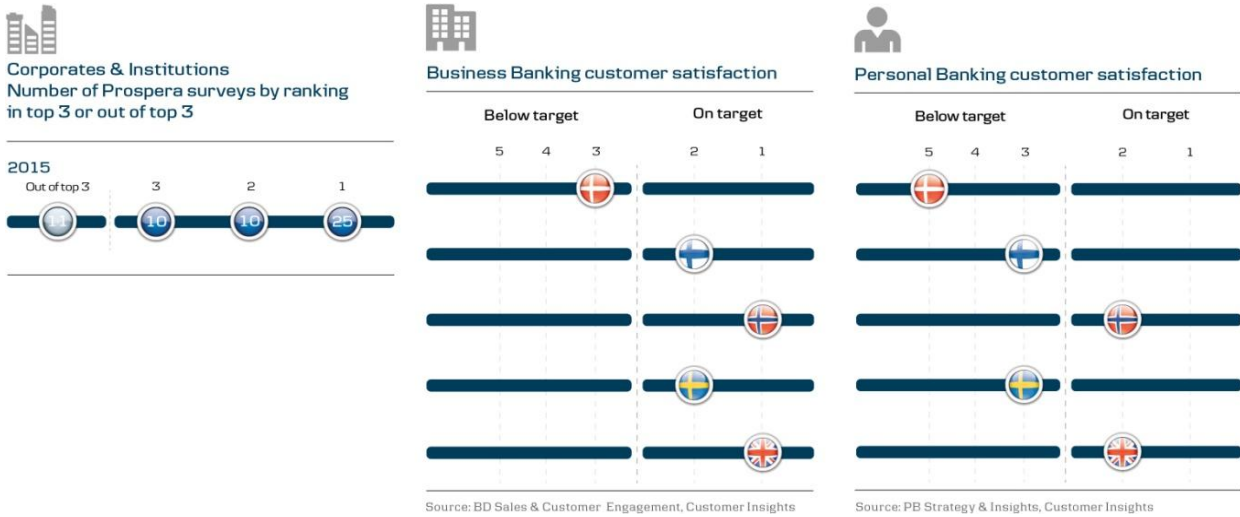 Corporates & Institutions
Number of Prospera surveys by ranking
in top 3 or out of top 3
2015
Out of top 3 3 2 1
11 10 10 25
Business Banking customer satisfaction
Below target On target
5 4 3 2 1
Source: BD Sales & Customer Engagement, Customer Insights
Personal Banking customer satisfaction
Below target On target
5 4 3 2 1
Source: PB Strategy & Insights, Customer Insights